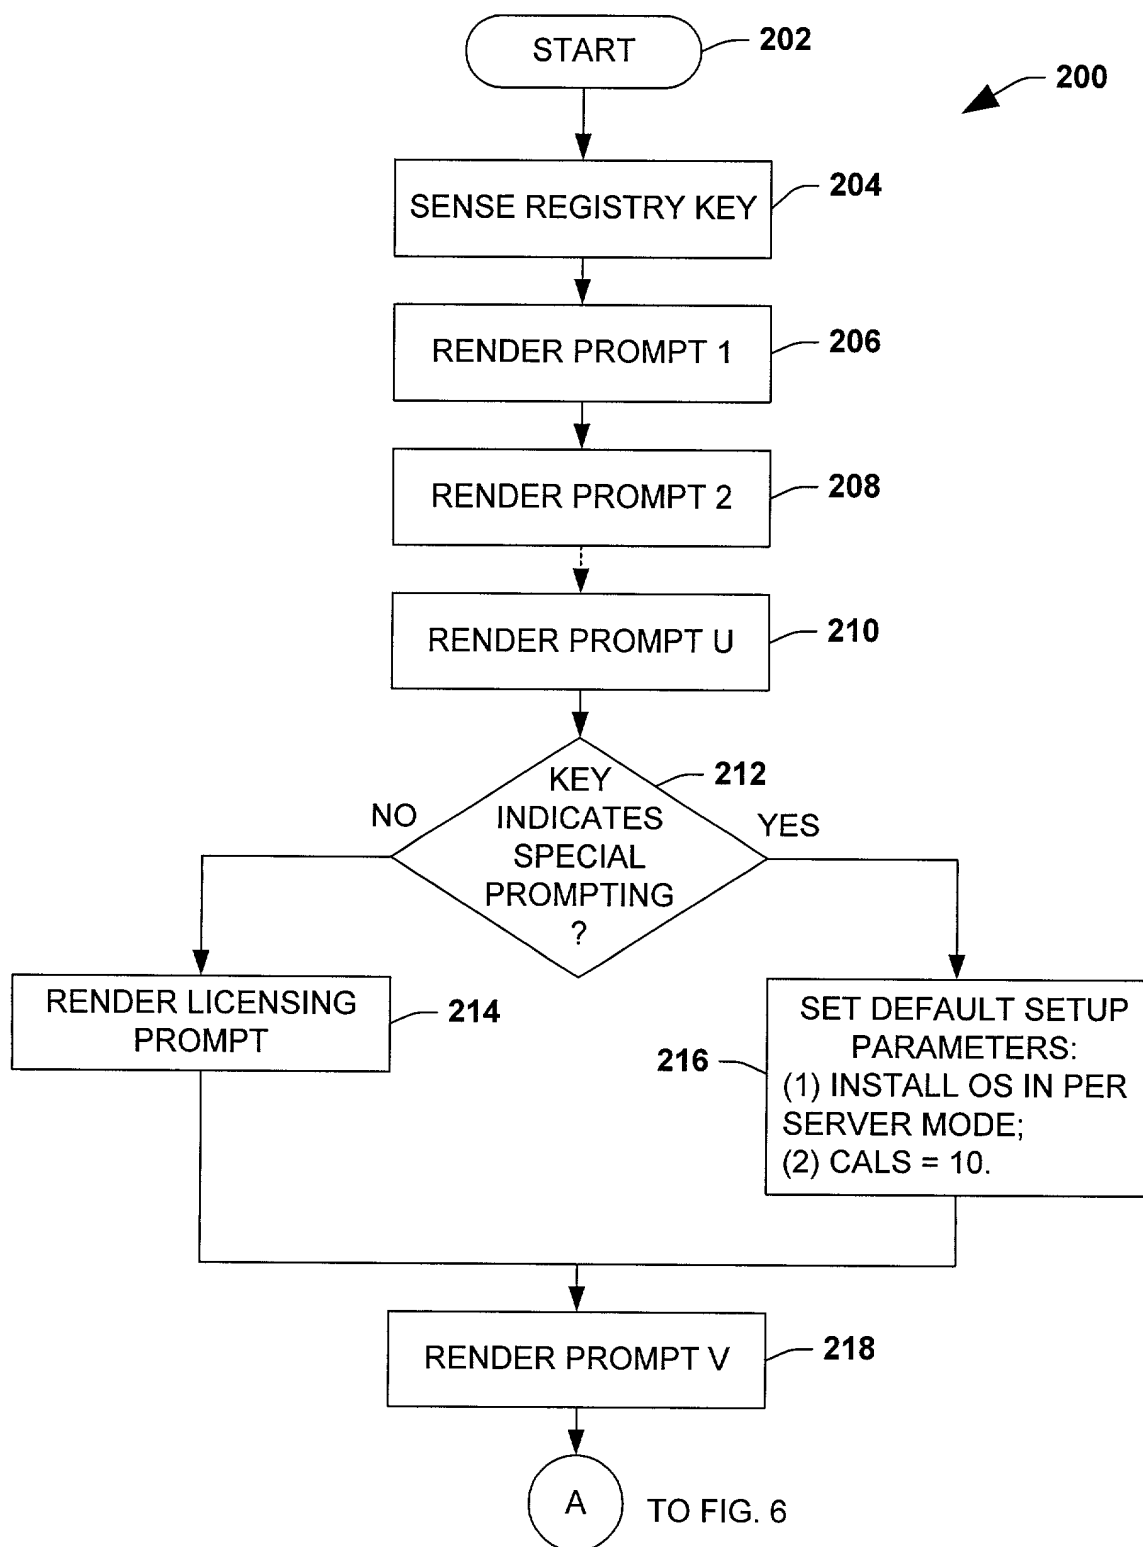 START
202
200
SENSE REGISTRY KEY
204
RENDER PROMPT 1
206
RENDER PROMPT 2
208
RENDER PROMPT U
210
KEY
INDICATES
SPECIAL
PROMPTING
?
212
NO
YES
RENDER LICENSING
PROMPT
214
216
SET DEFAULT SETUP
PARAMETERS:
(1) INSTALL OS IN PER
SERVER MODE;
(2) CALS = 10.
RENDER PROMPT V
218
A
TO FIG. 6